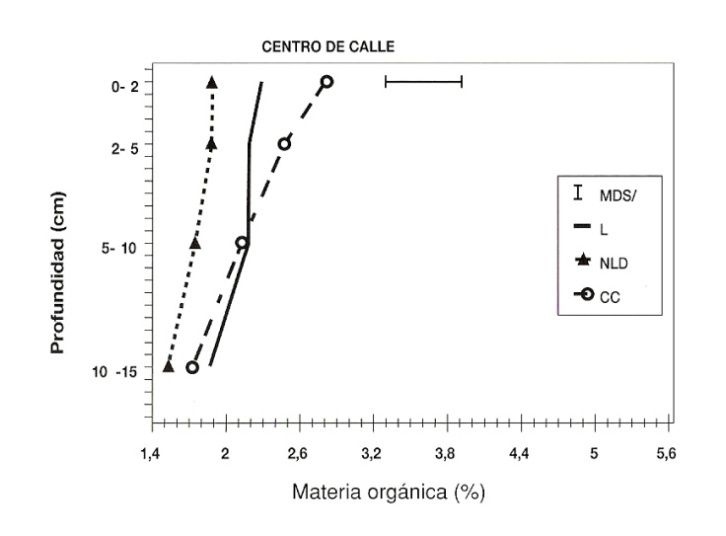 CENTRO DE CALLE
0- 2
2- 5
5- 10
10 -15
Profundidad (cm)
MDS/
L
NLD
CC
1,4 2 2,6 3,2 3,8 4,4 5 5,6
Materia orgánica (%)